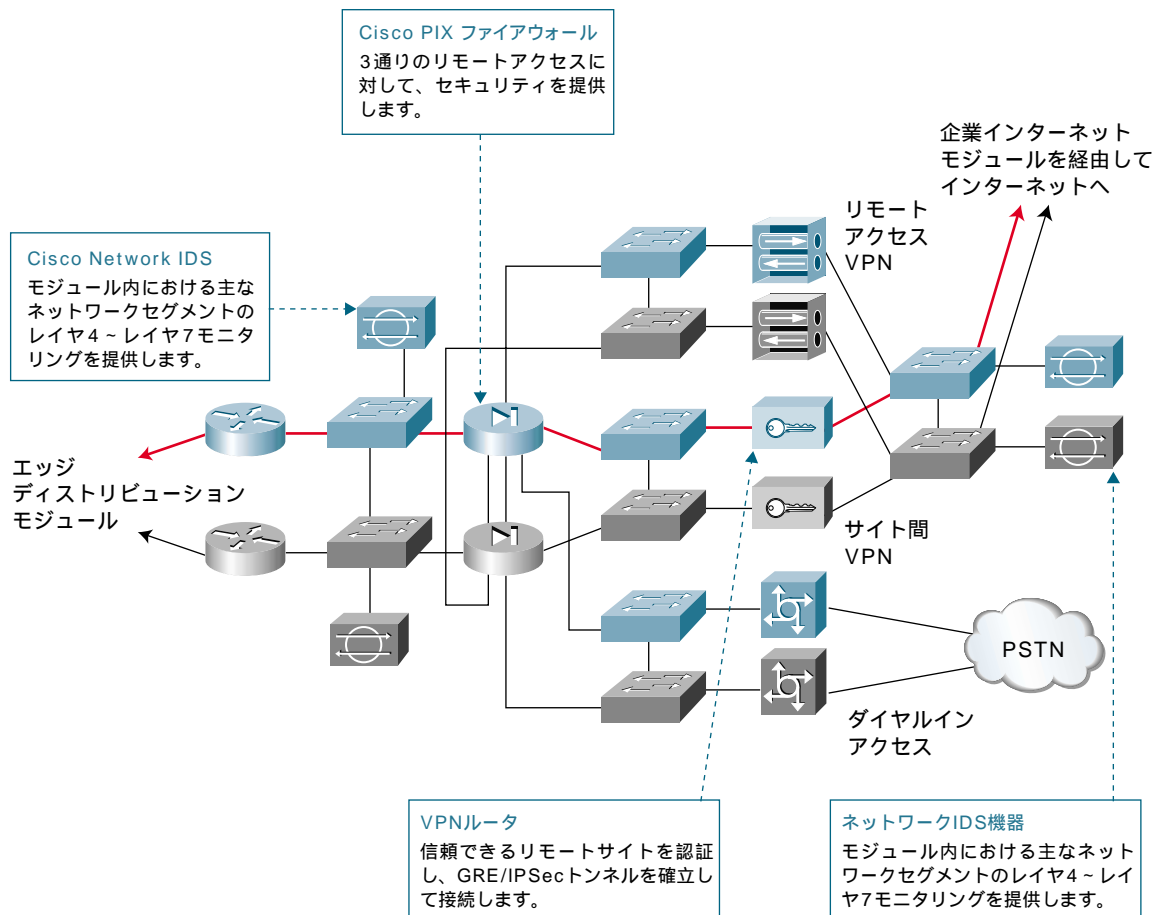 Cisco PIX ファイアウォール
3通りのリモートアクセスに
対して、セキュリティを提供
します。
企業インターネット
モジュールを経由して
インターネットへ
リモート
アクセス
VPN
Cisco Network IDS
モジュール内における主な
ネットワークセグメントの
レイヤ4~レイヤ7モニタ
リングを提供します。
エッジ
ディストリビューション
モジュール
サイト間
VPN
PSTN
ダイヤルイン
アクセス
VPNルータ
信頼できるリモートサイトを認証
し、GRE/IPSecトンネルを確立し
て接続します。
ネットワークIDS機器
モジュール内における主なネット
ワークセグメントのレイヤ4~レイ
ヤ7モニタリングを提供します。